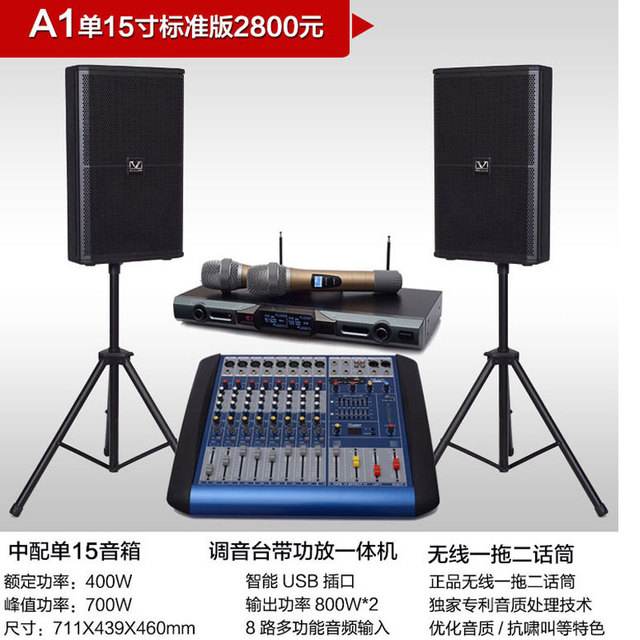 A1单15寸标准版2800元
中配单15音箱
额定功率：400W
峰值功率：700W
尺寸：711X439X460mm
调音台带功放一体机
智能 USB 插口
输出功率 800W*2
8 路多功能音频输入
无线一拖二话筒
正品无线一拖二话筒
独家专利音质处理技术
优化音质 / 抗啸叫等特色